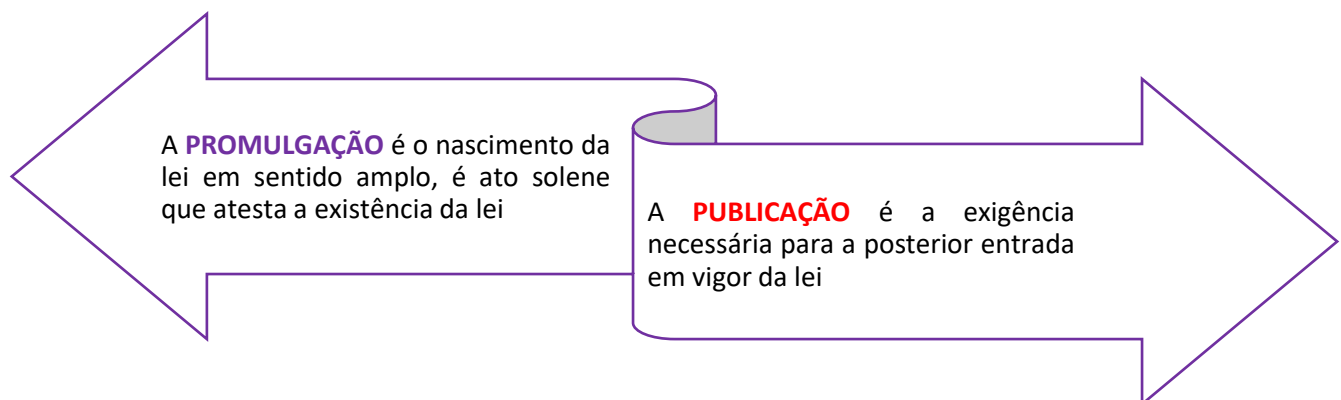 A PROMULGAÇÃO é o nascimento da
lei em sentido amplo, é ato solene
que atesta a existência da lei
A PUBLICAÇÃO é a exigência
necessária para a posterior entrada
em vigor da lei